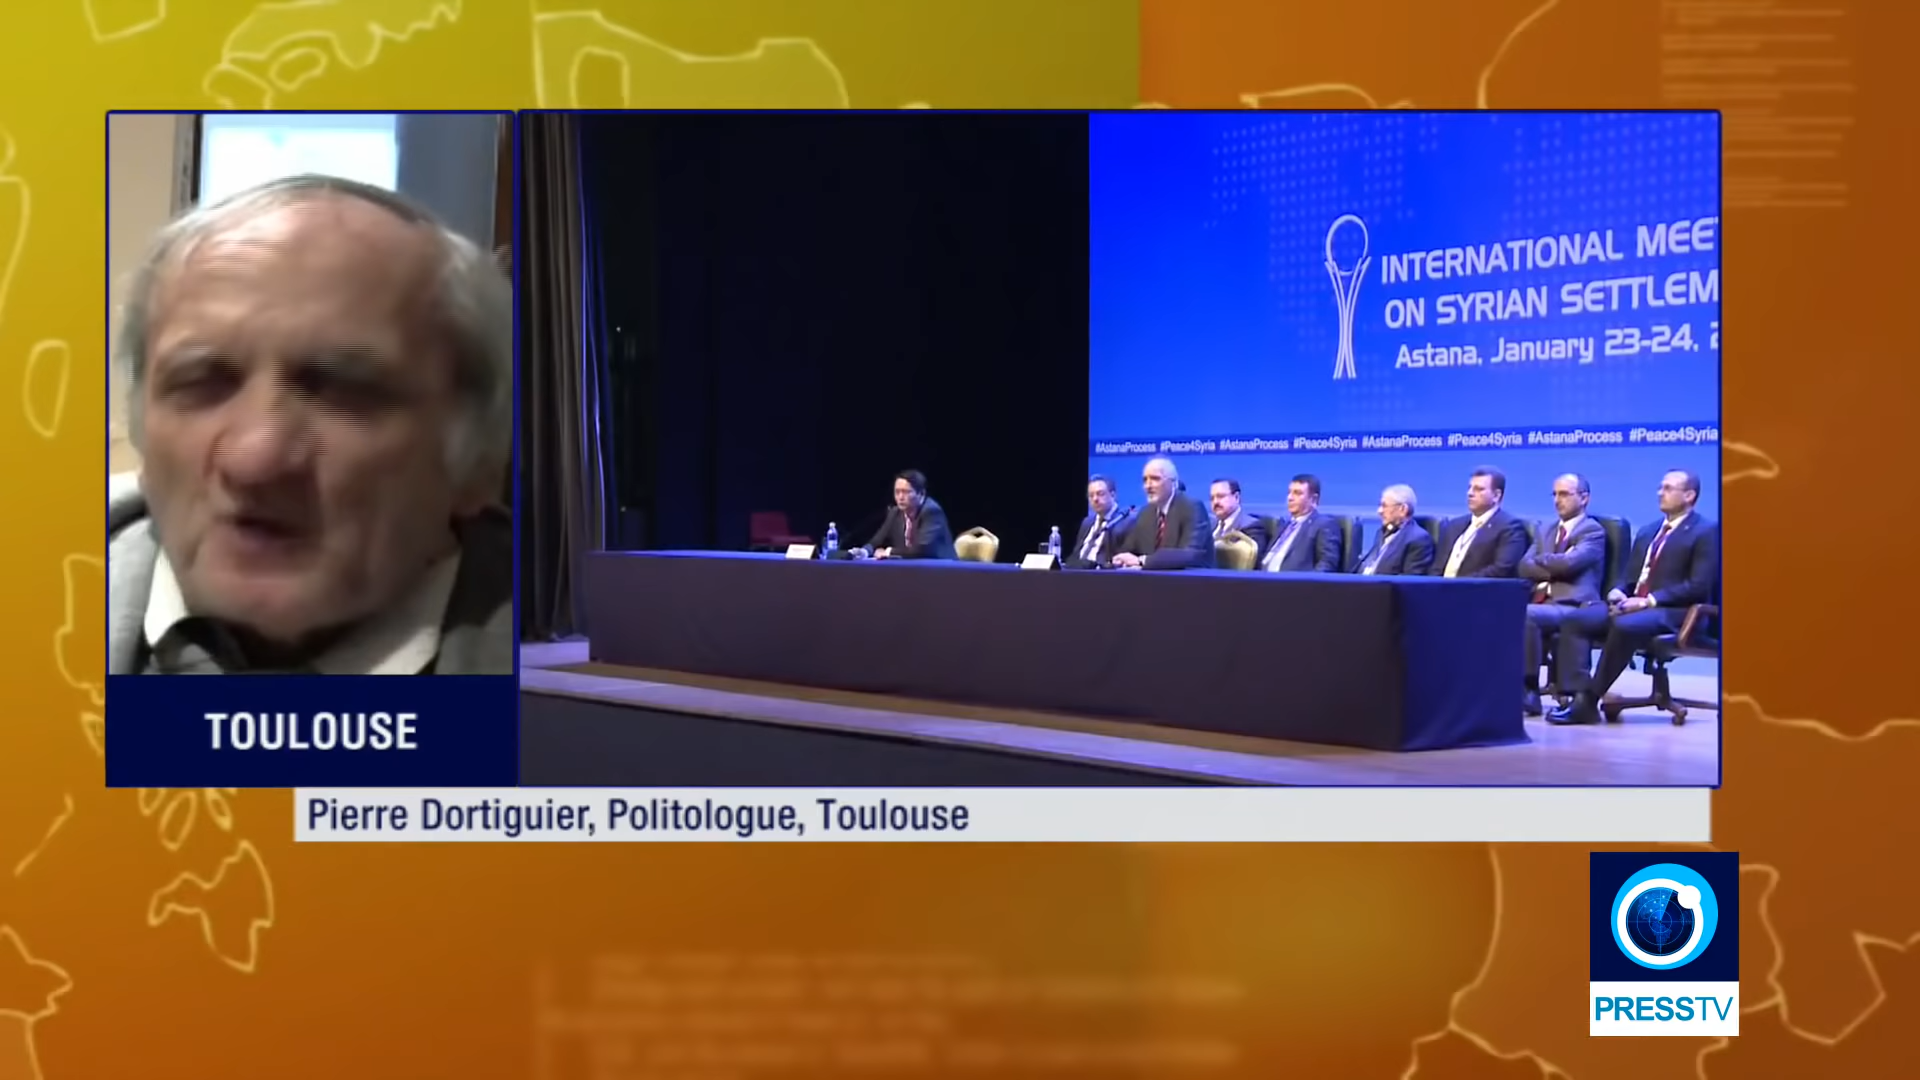 INTERNATIONAL MEE
ON SYRIAN SETTLEM
Astana, January 23-24,
#AstanaProcess #Peace4Syria #AstanaProcess #Peace4Syria #AstanaProcess #Peace4Syria #AstanaProcess #Peace4Syria
TOULOUSE
Pierre Dortiguier, Politologue, Toulouse
PRESSTV